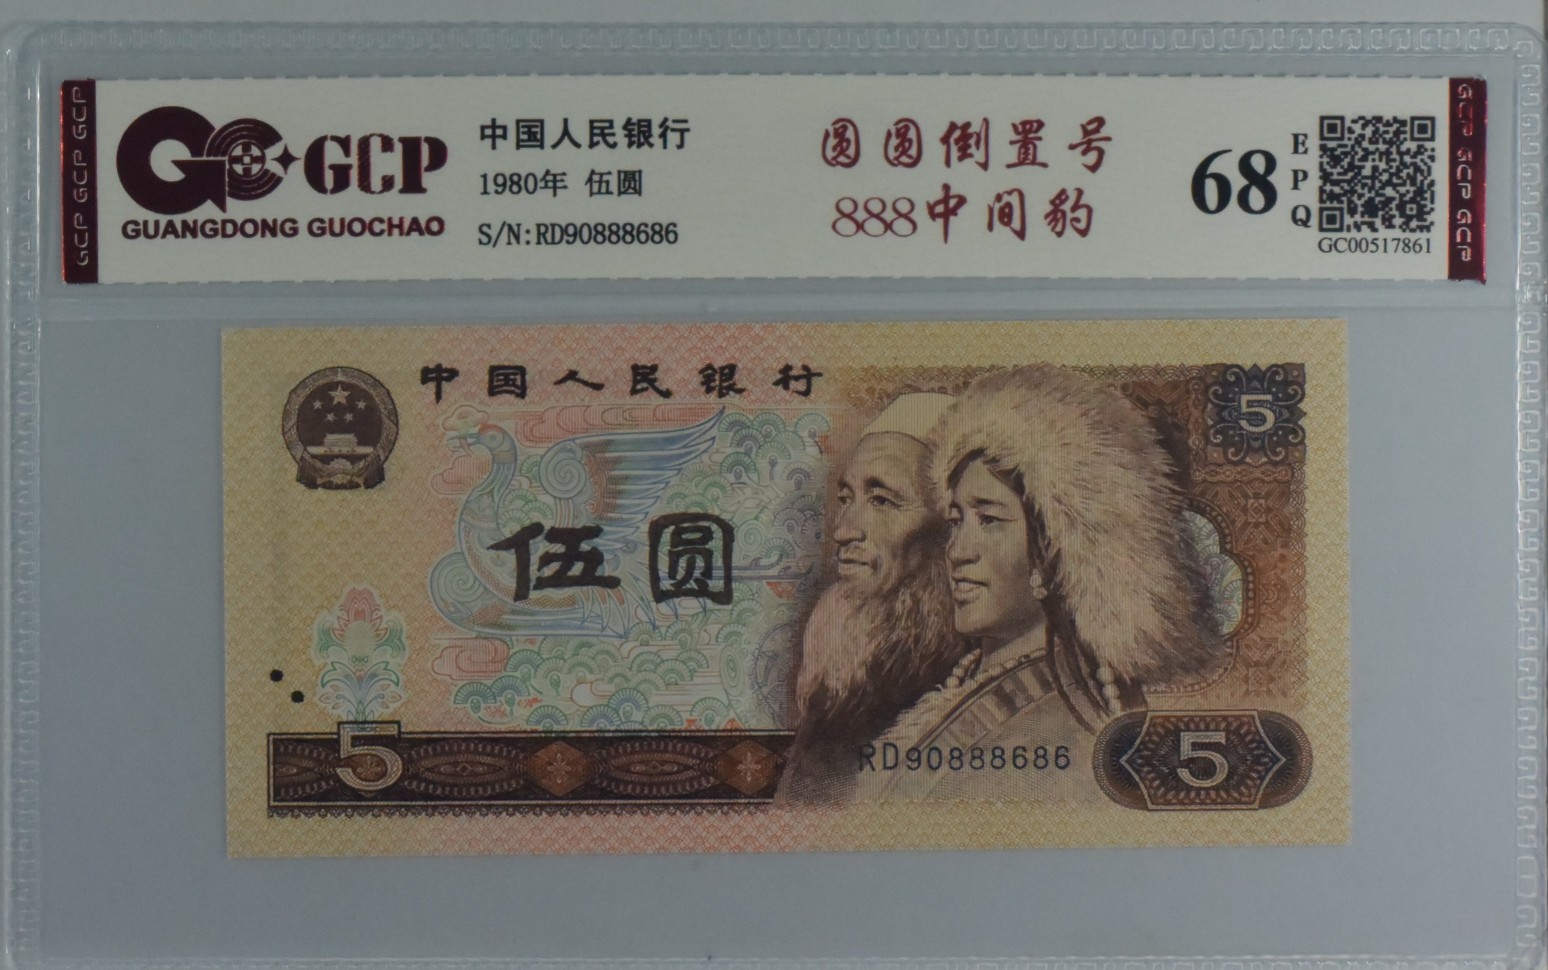 GCP
GUANGDONG GUOCHAO
中国人民银行
1980年 伍圆
S/N:RD90888686
圆圆倒置号
888中间豹
68
EPQ
GC00517861
GCP GCP GCP
GCP GCP GCP
中国人民银行
5
伍圆
5
RD90888686
5